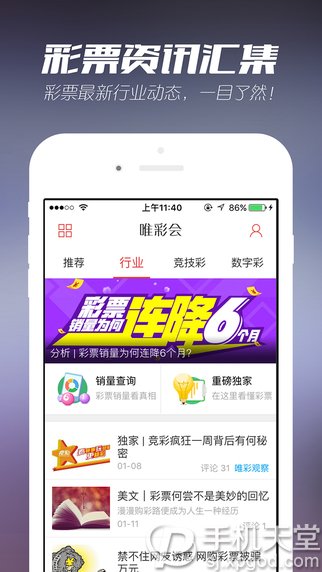 彩票资讯汇集
彩票最新行业动态，一目了然！
上午11:40
86%
唯彩会
推荐 行业 竞技彩 数字彩
彩票
销量为何
连降6个月
分析 | 彩票销量为何连降6个月?
销量查询
彩票销量看真相
重磅独家
在这里看懂彩票
独家 | 竞彩疯狂一周背后有何秘密
01-08
评论 31 唯彩观察
美文 | 彩票何尝不是美妙的回忆
漫漫购彩路便成为人生一种经历
01-0
手机天堂
禁不住网友诱惑 网购彩票被骗
万元